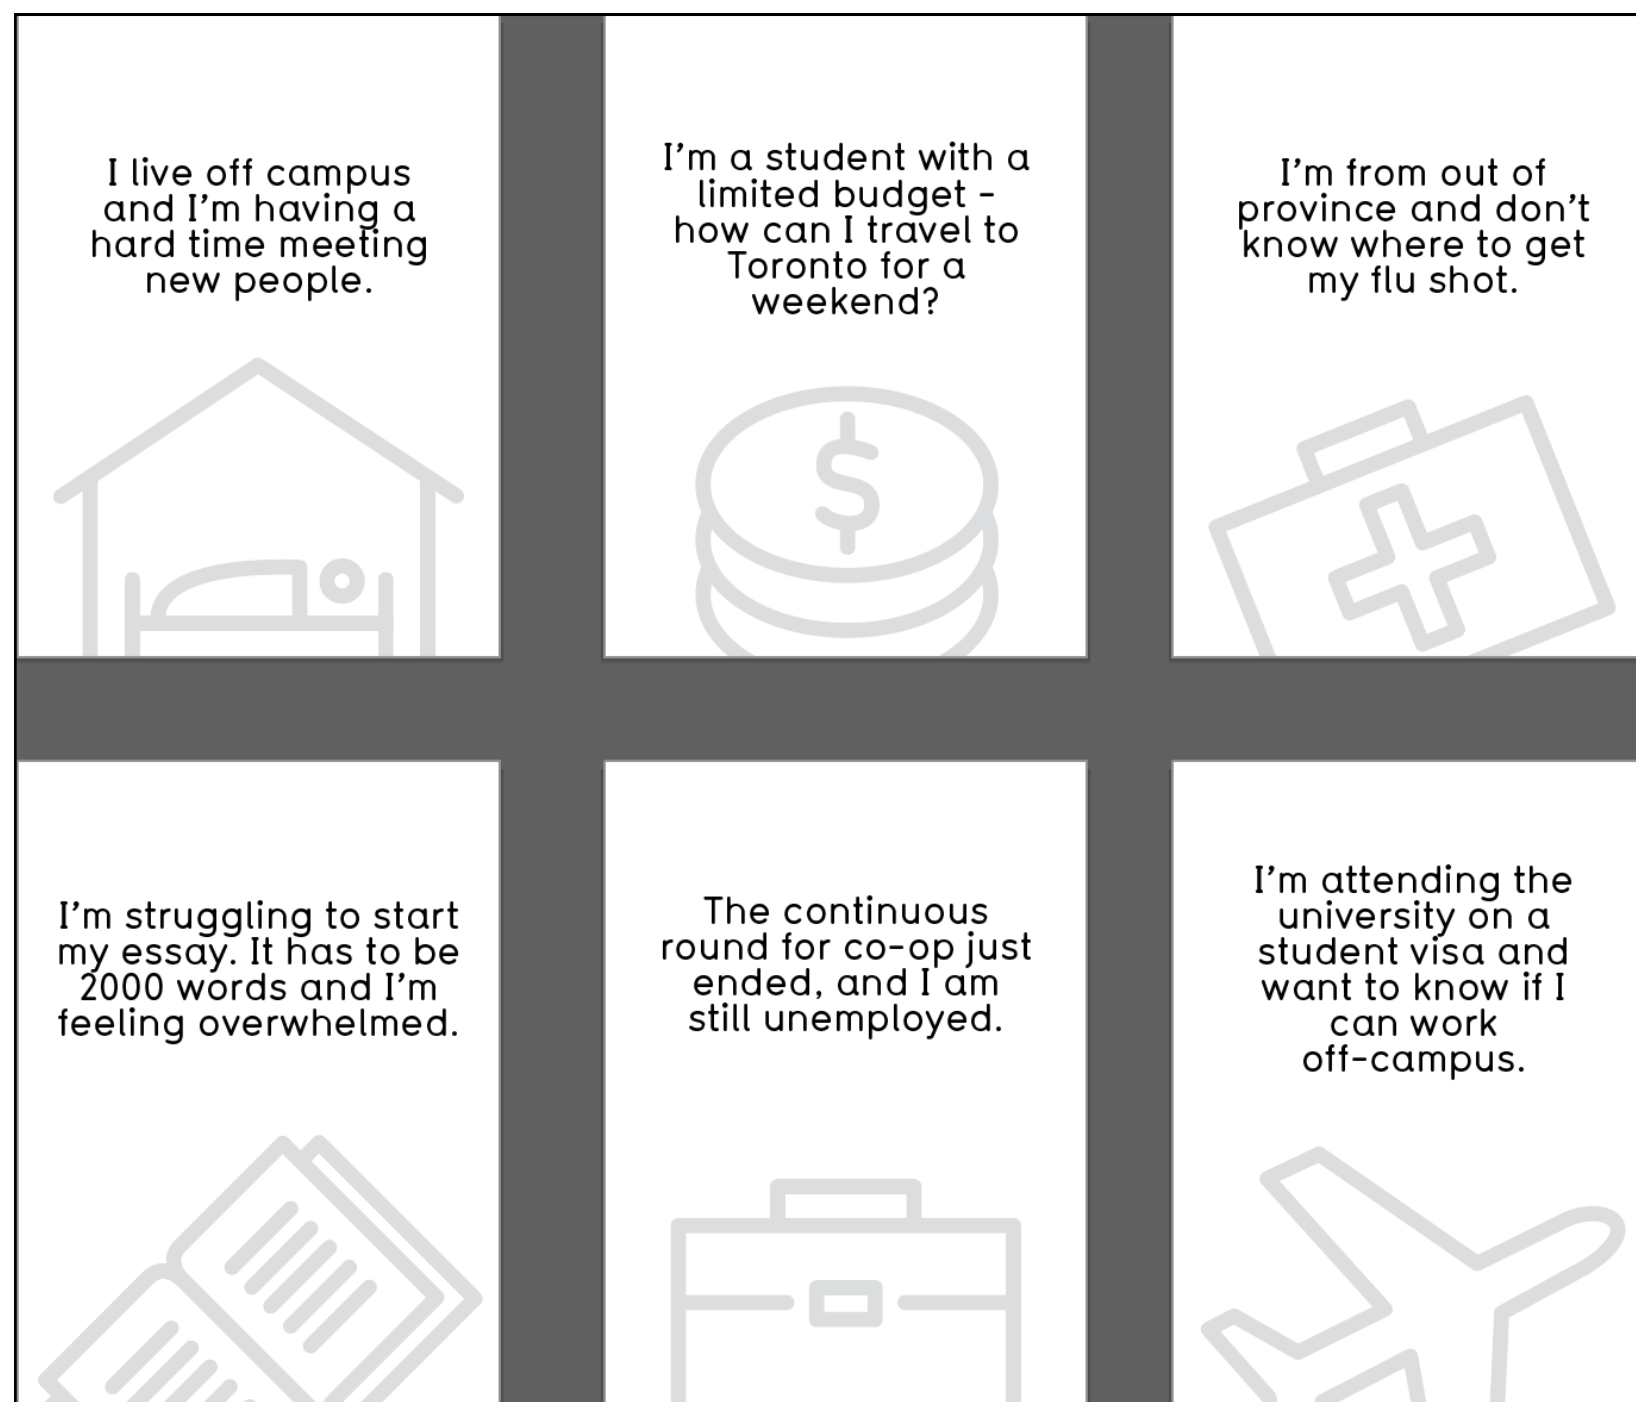 I live off campus
and I'm having a
hard time meeting
new people.
I'm a student with a
limited budget -
how can I travel to
Toronto for a
weekend?
I'm from out of
province and don't
know where to get
my flu shot.
$
I'm struggling to start
my essay. It has to be
2000 words and I'm
feeling overwhelmed.
The continuous
round for co-op just
ended, and I am
still unemployed.
I'm attending the
university on a
student visa and
want to know if I
can work
off-campus.